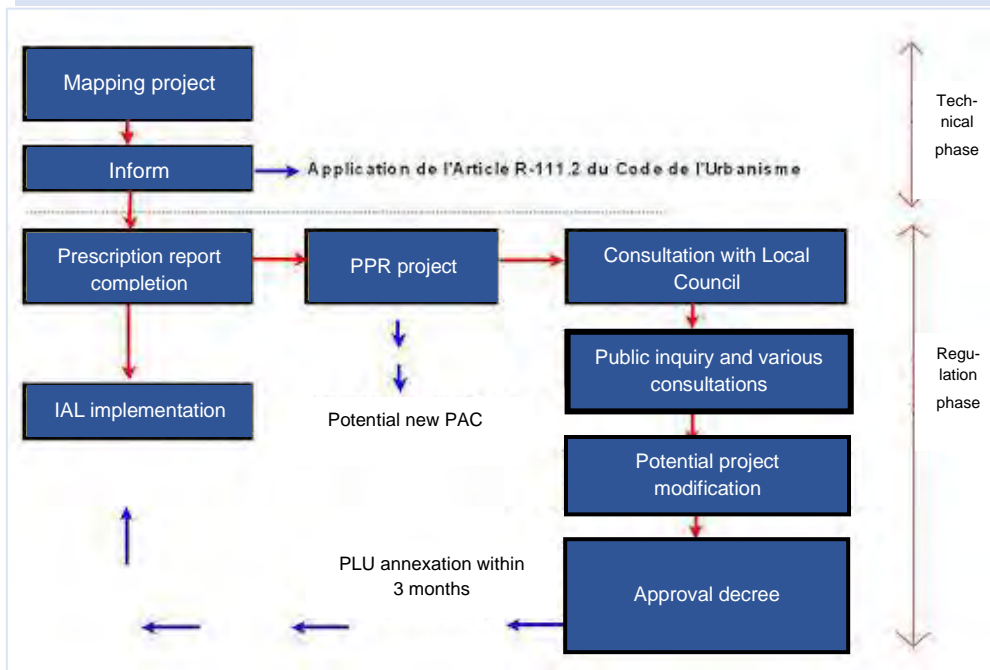 Mapping project
Tech-
nical
phase
Inform
Application de l'Article R-111.2 du Code de l'Urbanisme
Prescription report
completion
PPR project
Consultation with Local
Council
Public inquiry and various
consultations
Regu-
lation
phase
IAL implementation
Potential new PAC
Potential project
modification
PLU annexation within
3 months
Approval decree